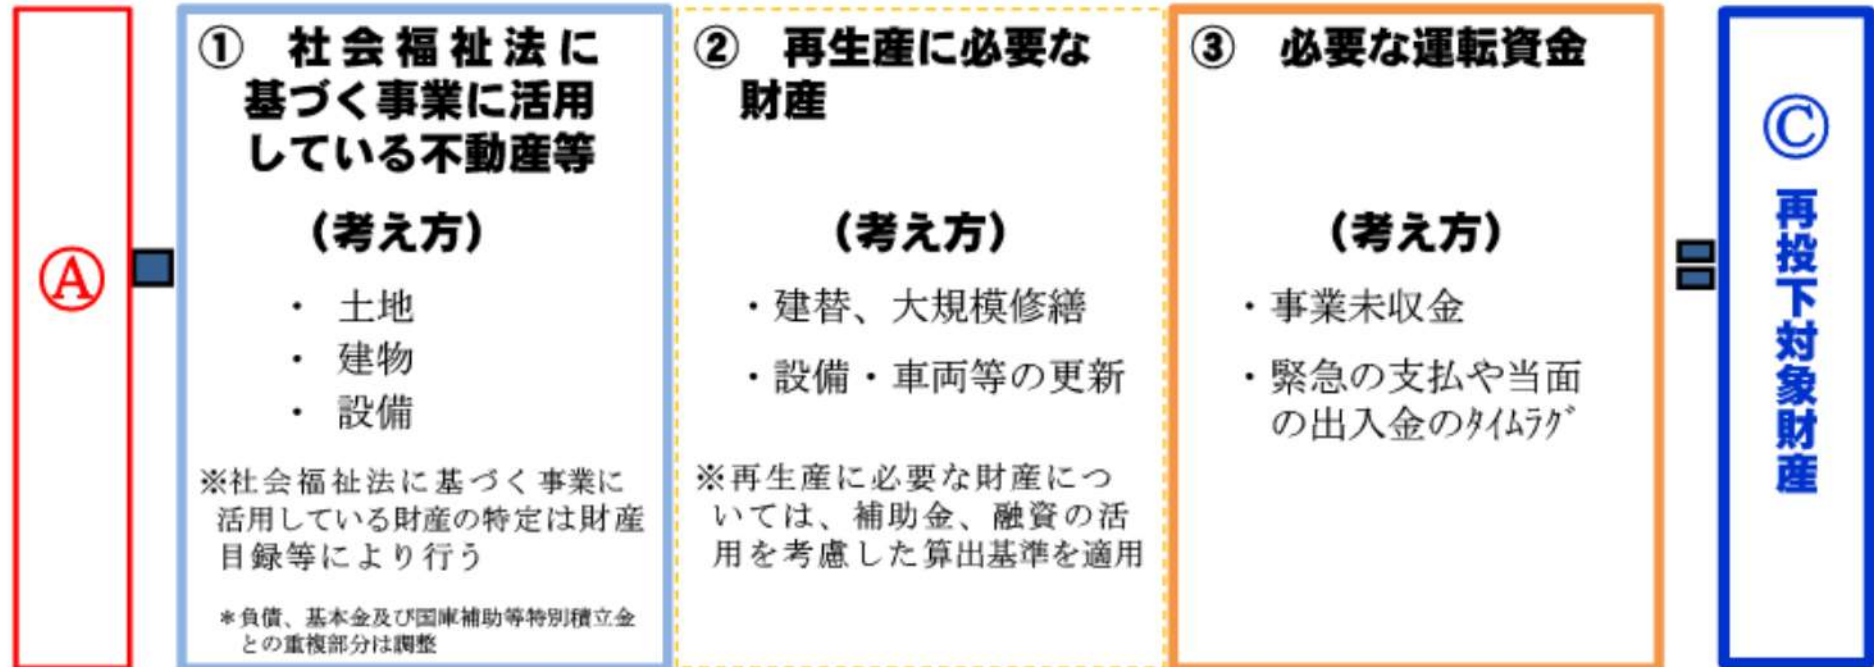 Ⓐ
① 社会福祉法に
基づく事業に活用
している不動産等
(考え方)
・ 土地
・ 建物
・ 設備
※社会福祉法に基づく事業に
活用している財産の特定は財産
目録等により行う
＊負債、基本金及び国庫補助等特別積立金
との重複部分は調整
② 再生産に必要な
財産
(考え方)
・建替、大規模修繕
・設備・車両等の更新
※再生産に必要な財産につ
いては、補助金、融資の活
用を考慮した算出基準を適用
③ 必要な運転資金
(考え方)
・事業未収金
・緊急の支払や当面
の出入金のﾀｲﾑﾗｸﾞ
Ⓒ 再投下対象財産